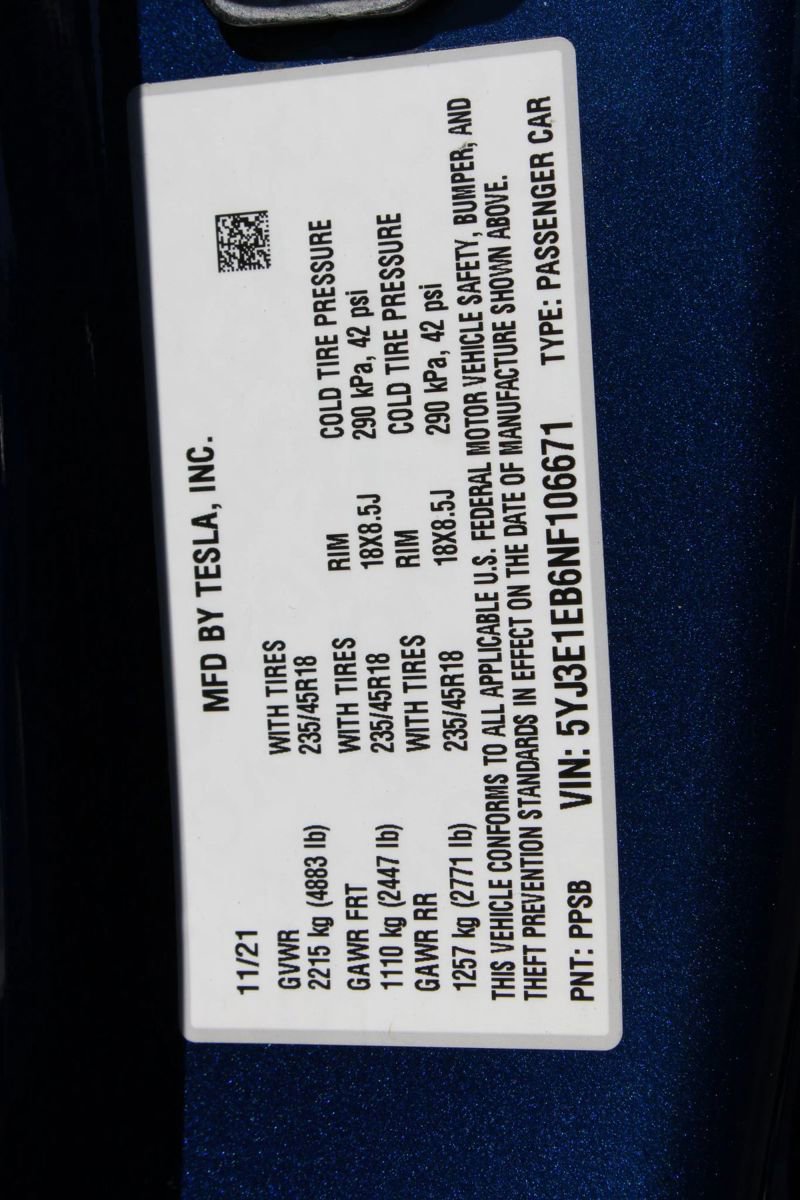 MFD BY TESLA, INC.
11/21
GVWR WITH TIRES
2215 kg (4883 lb) 235/45R18
GAWR FRT WITH TIRES RIM COLD TIRE PRESSURE
1110 kg (2447 lb) 235/45R18 18X8.5J 290 kPa, 42 psi
GAWR RR WITH TIRES RIM COLD TIRE PRESSURE
1257 kg (2771 lb) 235/45R18 18X8.5J 290 kPa, 42 psi
THIS VEHICLE CONFORMS TO ALL APPLICABLE U.S. FEDERAL MOTOR VEHICLE SAFETY, BUMPER, AND
THEFT PREVENTION STANDARDS IN EFFECT ON THE DATE OF MANUFACTURE SHOWN ABOVE.
PNT: PPSB VIN: 5YJ3E1EB6NF106671 TYPE: PASSENGER CAR